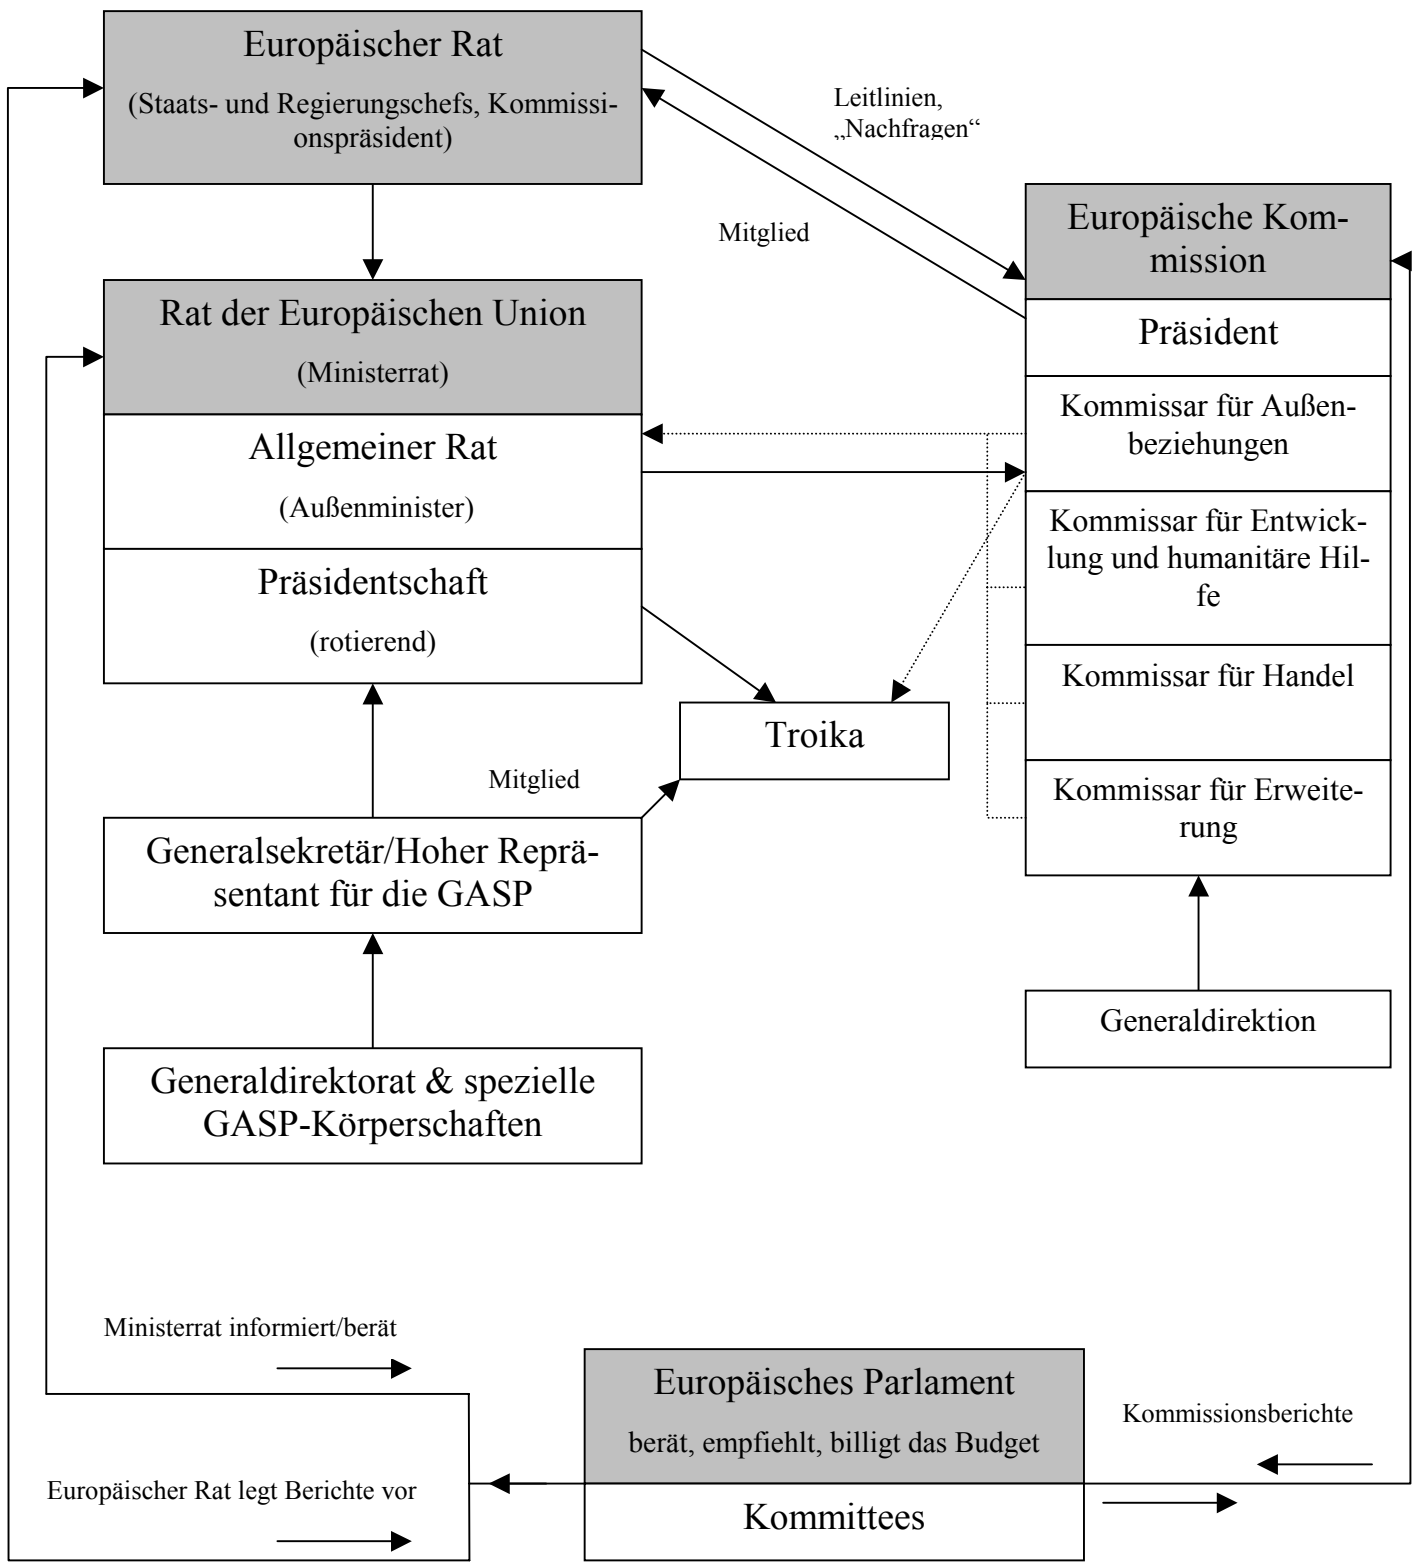 Europäischer Rat
(Staats- und Regierungschefs, Kommissi-
onspräsident)
Leitlinien,
„Nachfragen“
Mitglied
Europäische Kom-
mission
Präsident
Kommissar für Außen-
beziehungen
Kommissar für Entwick-
lung und humanitäre Hil-
fe
Kommissar für Handel
Kommissar für Erweite-
rung
Generaldirektion
Rat der Europäischen Union
(Ministerrat)
Allgemeiner Rat
(Außenminister)
Präsidentschaft
(rotierend)
Troika
Mitglied
Generalsekretär/Hoher Reprä-
sentant für die GASP
Generaldirektorat & spezielle
GASP-Körperschaften
Ministerrat informiert/berät
Europäischer Rat legt Berichte vor
Europäisches Parlament
berät, empfiehlt, billigt das Budget
Kommittees
Kommissionsberichte